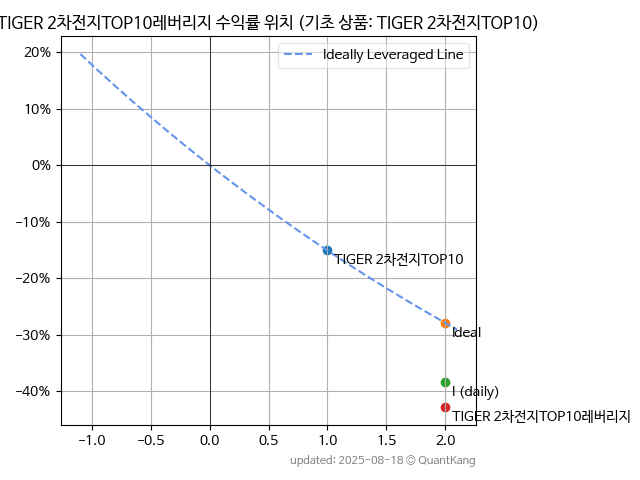 TIGER 2차전지TOP10레버리지 수익률 위치 (기초 상품: TIGER 2차전지TOP10)
Ideally Leveraged Line
20%
10%
0%
−10%
−20%
−30%
−40%
TIGER 2차전지TOP10
Ideal
l (daily)
TIGER 2차전지TOP10레버리지
−1.0 −0.5 0.0 0.5 1.0 1.5 2.0
updated: 2025-08-18 © QuantKang